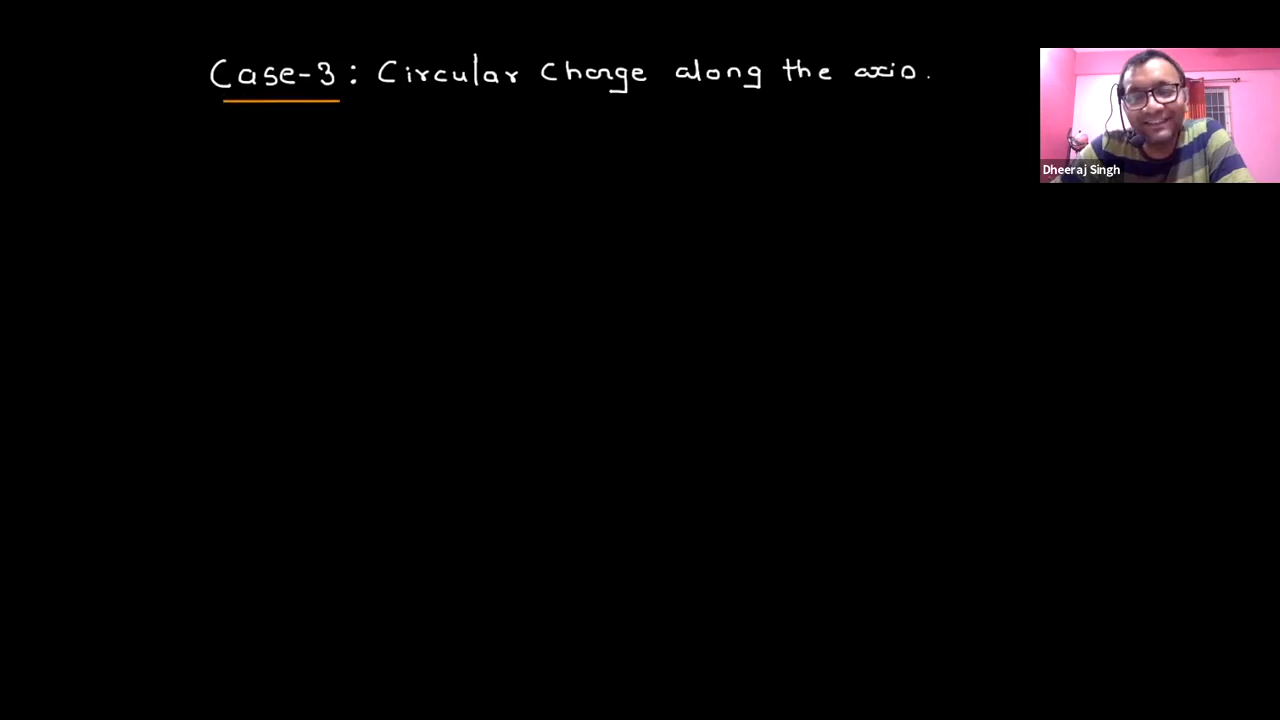 Case-3: Circular Charge along the axis.
Dheeraj Singh